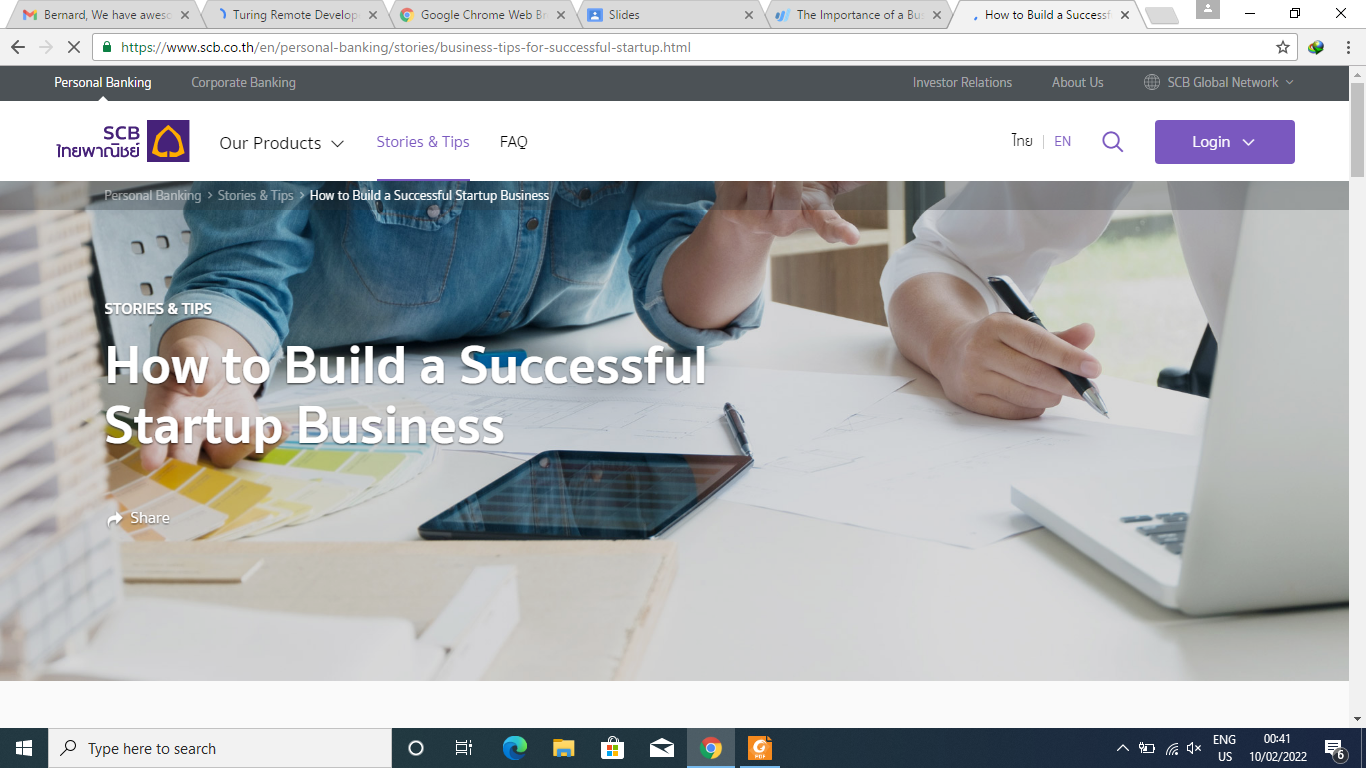 Bernard, We have aweso
Turing Remote Develop
Google Chrome Web Br
Slides
The Importance of a Bus
How to Build a Successf
https://www.scb.co.th/en/personal-banking/stories/business-tips-for-successful-startup.html
Personal Banking
Corporate Banking
Investor Relations
About Us
SCB Global Network
SCB
ไทยพาณิชย์
Our Products
Stories & Tips
FAQ
ไทย
EN
Login
Personal Banking > Stories & Tips > How to Build a Successful Startup Business
STORIES & TIPS
How to Build a Successful
Startup Business
Share
Type here to search
PDF
ENG
US
00:41
10/02/2022
6